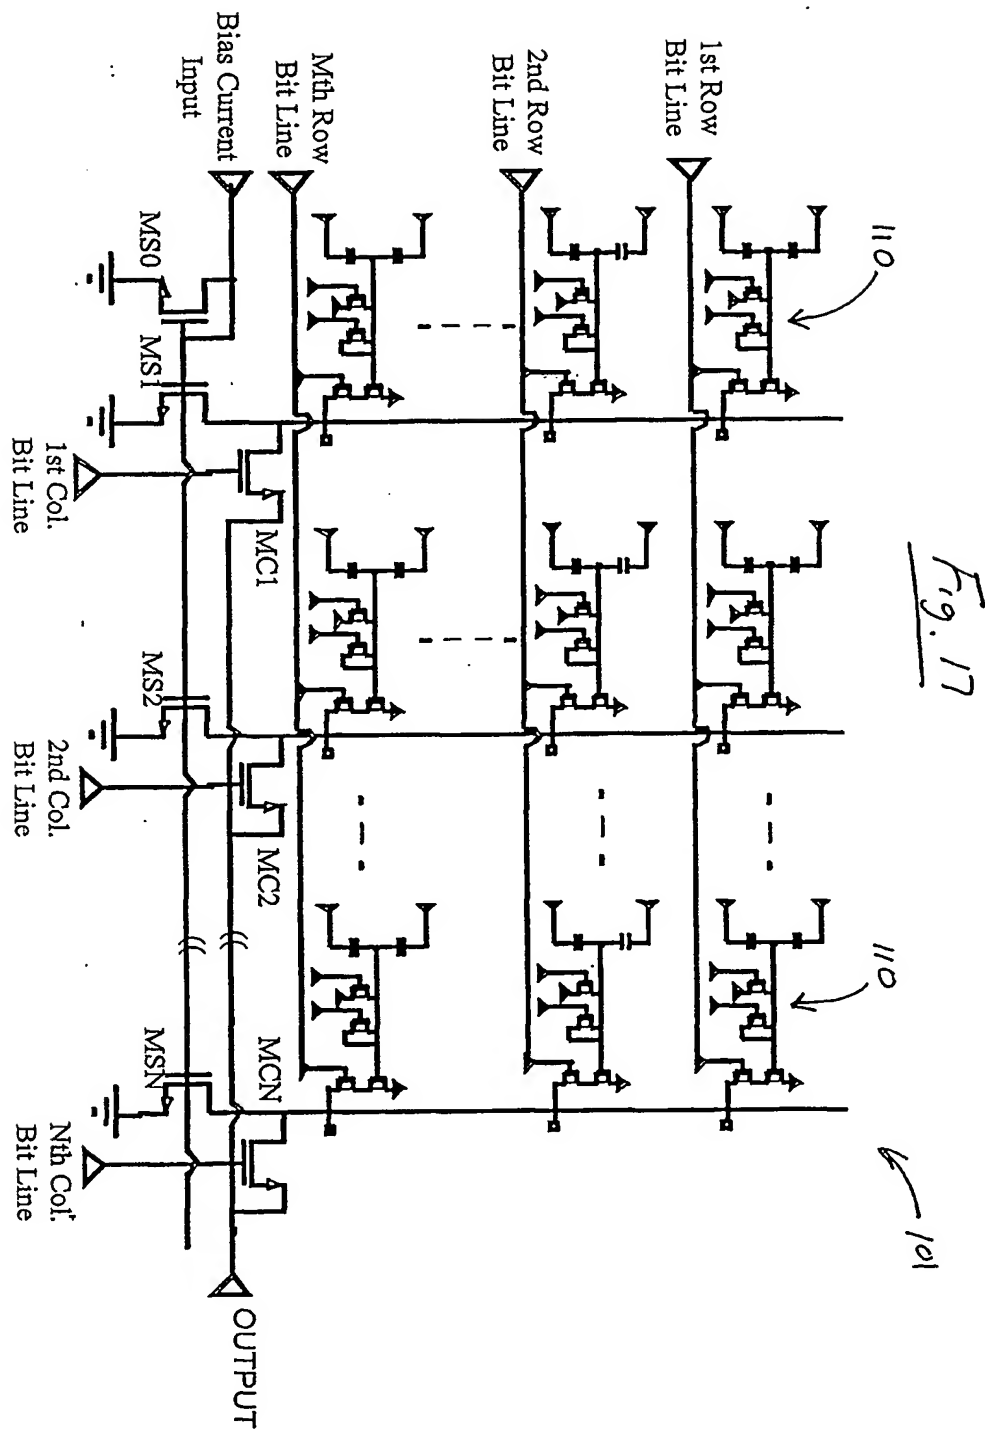 Fig. 17
101
110
110
1st Row
Bit Line
2nd Row
Bit Line
Mth Row
Bit Line
Bias Current
Input
MS0
MS1
MC1
MS2
MC2
MSN
MCN
1st Col.
Bit Line
2nd Col.
Bit Line
Nth Col.
Bit Line
OUTPUT